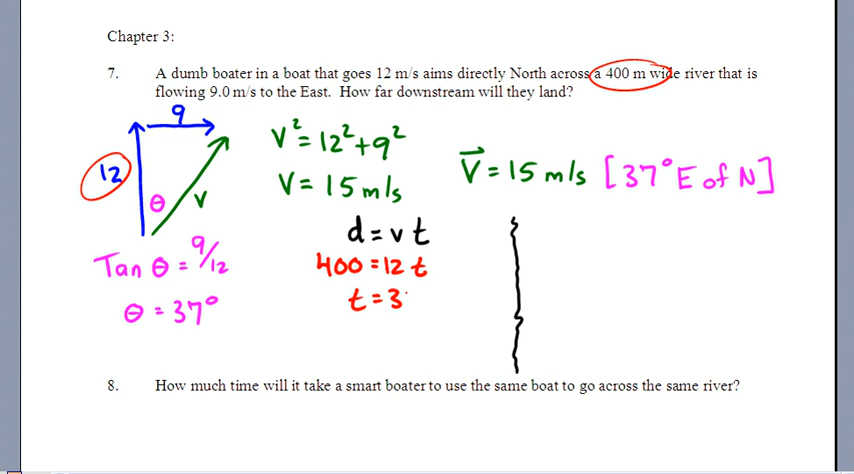 Chapter 3:
7. A dumb boater in a boat that goes 12 m/s aims directly North across a 400 m wide river that is
flowing 9.0 m/s to the East. How far downstream will they land?
9
12
θ
v
V² = 12² + 9²
V = 15 m/s
V⃗ = 15 m/s [37° E of N]
Tan θ = 9/12
θ = 37°
d = v t
400 = 12 t
t = 3
8. How much time will it take a smart boater to use the same boat to go across the same river?